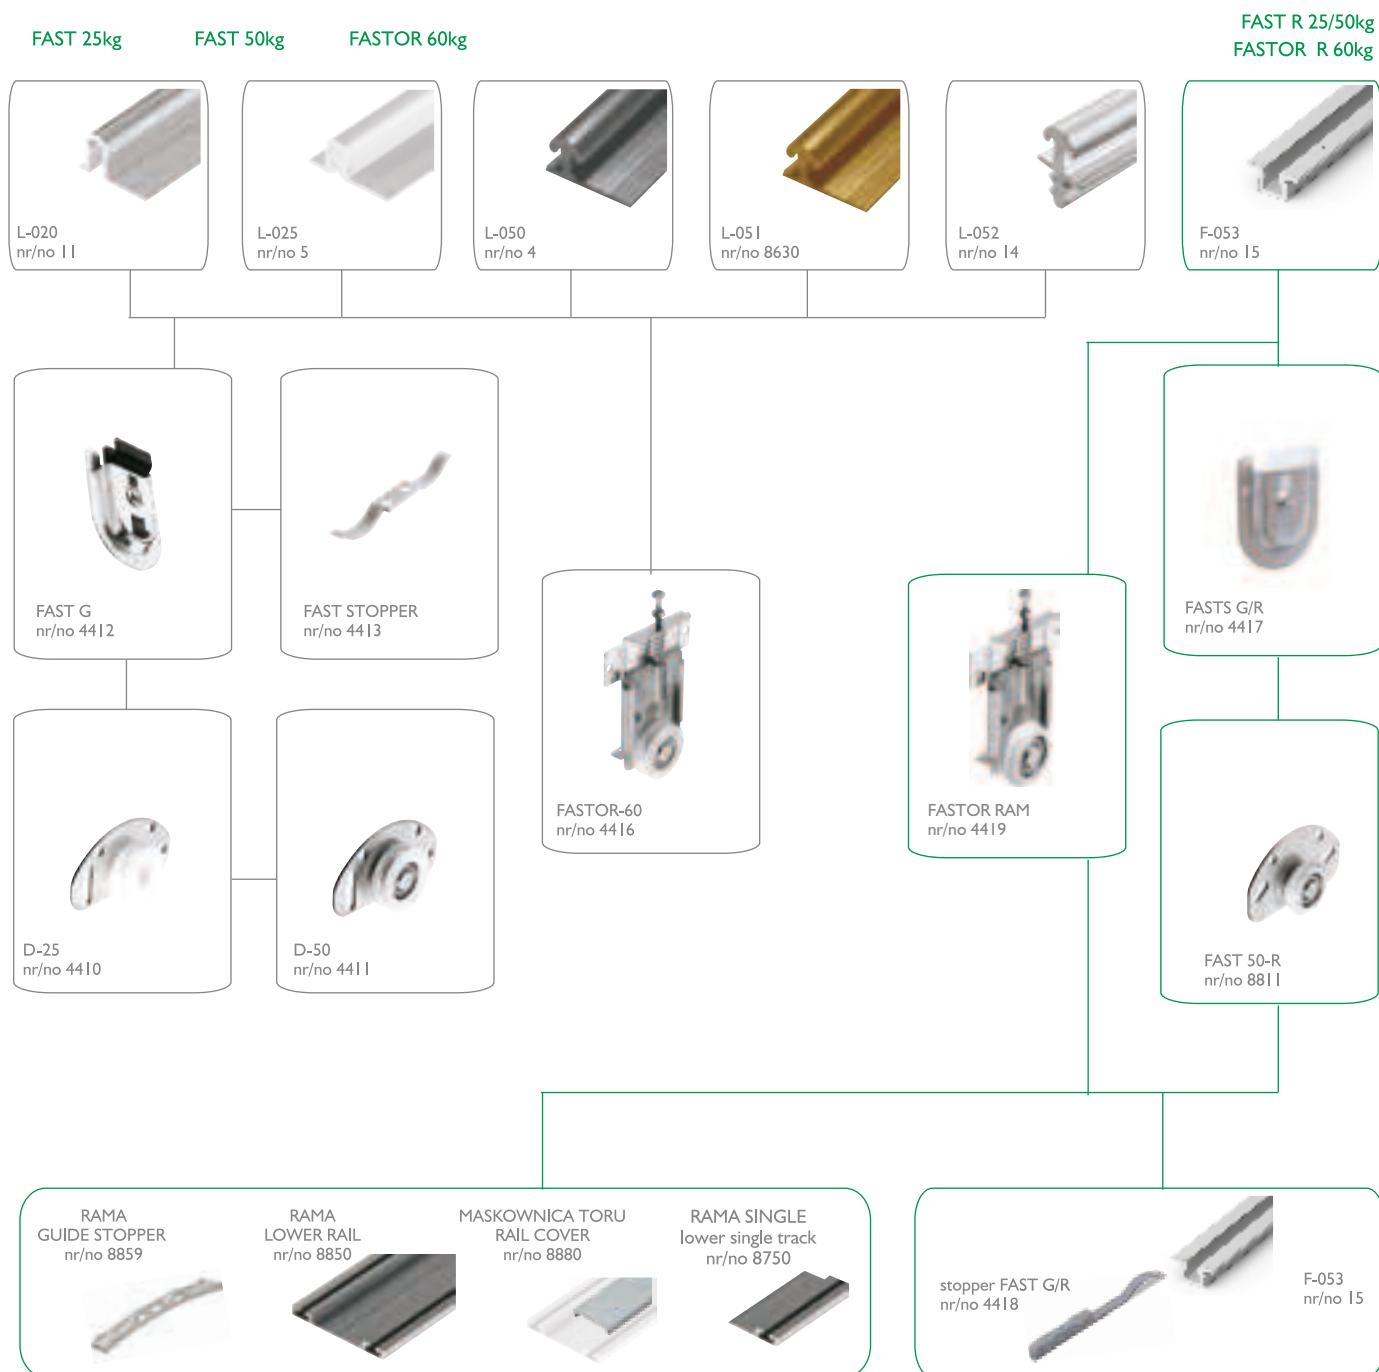 FAST 25kg
FAST 50kg
FASTOR 60kg
FAST R 25/50kg
FASTOR R 60kg
L-020
nr/no 11
L-025
nr/no 5
L-050
nr/no 4
L-051
nr/no 8630
L-052
nr/no 14
F-053
nr/no 15
FAST G
nr/no 4412
FAST STOPPER
nr/no 4413
FASTS G/R
nr/no 4417
FASTOR-60
nr/no 4416
FASTOR RAM
nr/no 4419
D-25
nr/no 4410
D-50
nr/no 4411
FAST 50-R
nr/no 8811
RAMA
GUIDE STOPPER
nr/no 8859
RAMA
LOWER RAIL
nr/no 8850
MASKOWNICA TORU
RAIL COVER
nr/no 8880
RAMA SINGLE
lower single track
nr/no 8750
stopper FAST G/R
nr/no 4418
F-053
nr/no 15